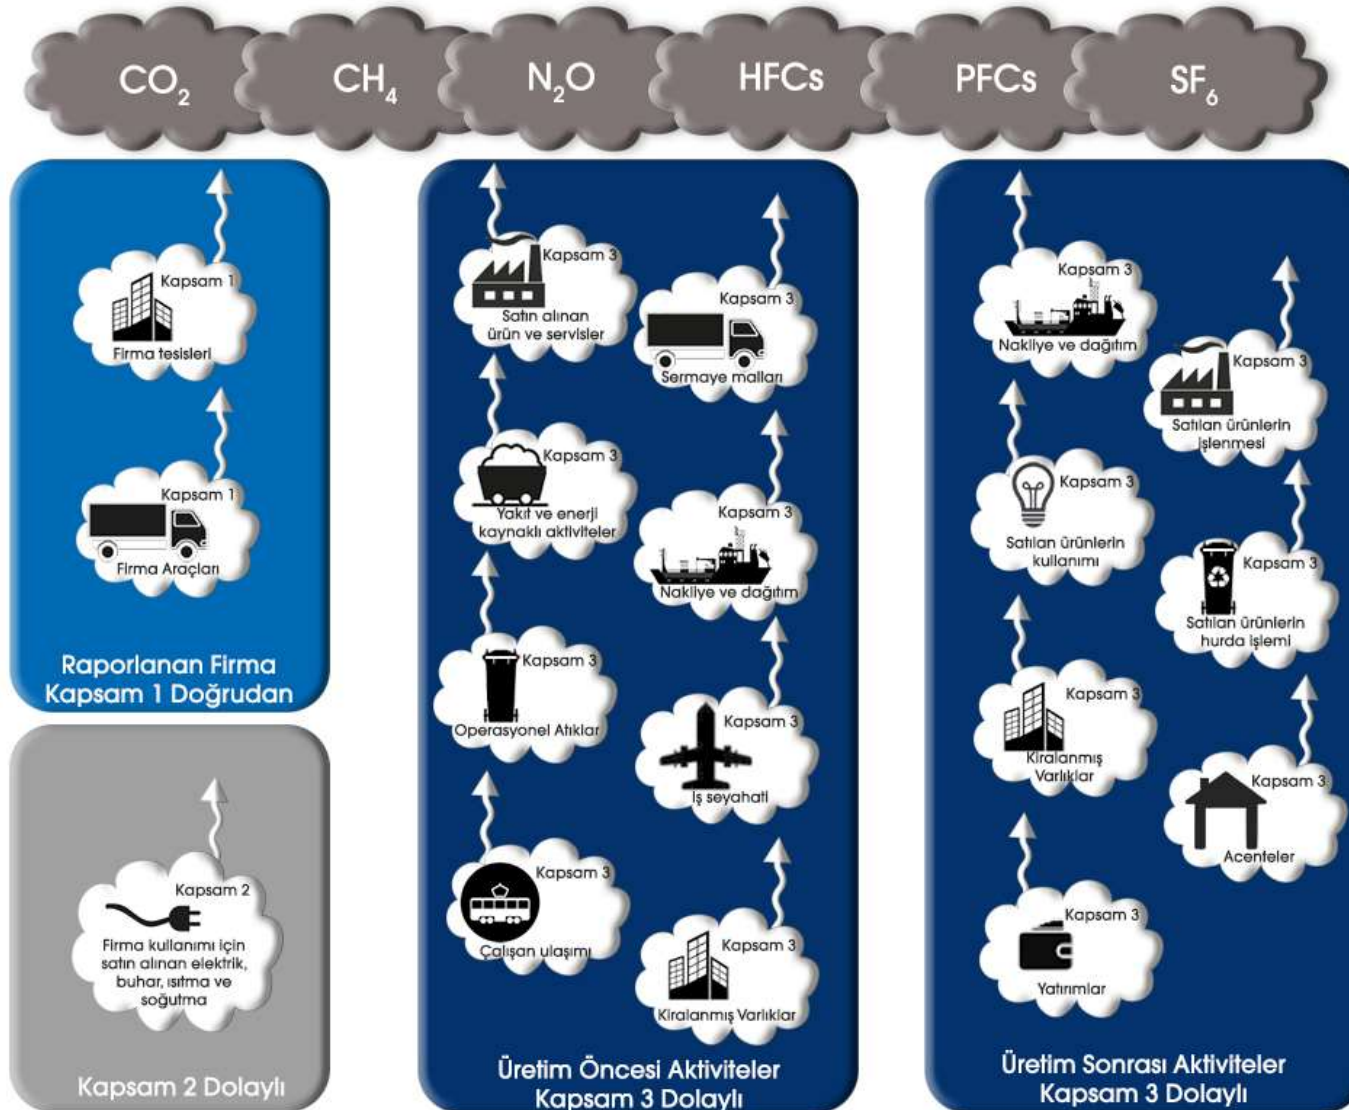 CO2
CH4
N2O
HFCs
PFCs
SF6
Kapsam 1
Firma tesisleri
Kapsam 1
Firma Araçları
Raporlanan Firma
Kapsam 1 Doğrudan
Kapsam 2
Firma kullanımı için
satın alınan elektrik,
buhar, ısıtma ve
soğutma
Kapsam 2 Dolaylı
Kapsam 3
Satın alınan
ürün ve servisler
Kapsam 3
Sermaye malları
Kapsam 3
Yakıt ve enerji
kaynaklı aktiviteler
Kapsam 3
Nakliye ve dağıtım
Kapsam 3
Operasyonel Atıklar
Kapsam 3
İş seyahati
Kapsam 3
Çalışan ulaşımı
Kapsam 3
Kiralanmış Varlıklar
Üretim Öncesi Aktiviteler
Kapsam 3 Dolaylı
Kapsam 3
Nakliye ve dağıtım
Kapsam 3
Satılan ürünlerin
işlenmesi
Kapsam 3
Satılan ürünlerin
kullanımı
Kapsam 3
Satılan ürünlerin
hurda işlemi
Kapsam 3
Kiralanmış
Varlıklar
Kapsam 3
Acenteler
Kapsam 3
Yatırımlar
Üretim Sonrası Aktiviteler
Kapsam 3 Dolaylı